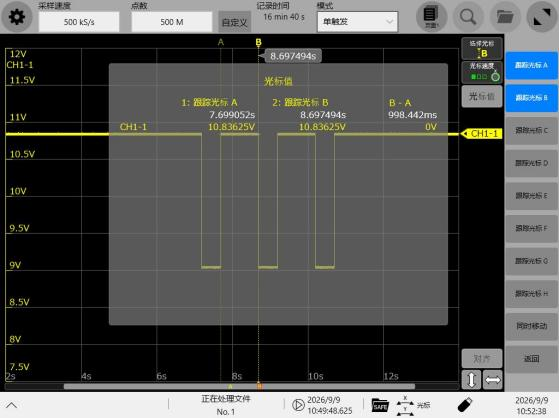 采样速度
点数
记录时间
模式
500 kS/s
500 M
自定义
16 min 40 s
单触发
页面1
A
B
8.697494s
选择光标
B
光标速度
光标值
12V
CH1-1
11.5V
10.5V
10V
9.5V
9V
8.5V
8V
7.5V
光标值
1: 跟踪光标 A
2: 跟踪光标 B
B - A
7.699052s
8.697494s
998.442ms
CH1-1
10.83625V
10.83625V
0V
CH1-1
跟踪光标 A
跟踪光标 B
跟踪光标 C
跟踪光标 D
跟踪光标 E
跟踪光标 F
跟踪光标 G
跟踪光标 H
同时移动
对齐
返回
2s
4s
6s
8s
10s
12s
A
正在处理文件
No. 1
2026/9/9
10:49:48.625
SAFE
X
Y
光标
2026/9/9
10:52:38